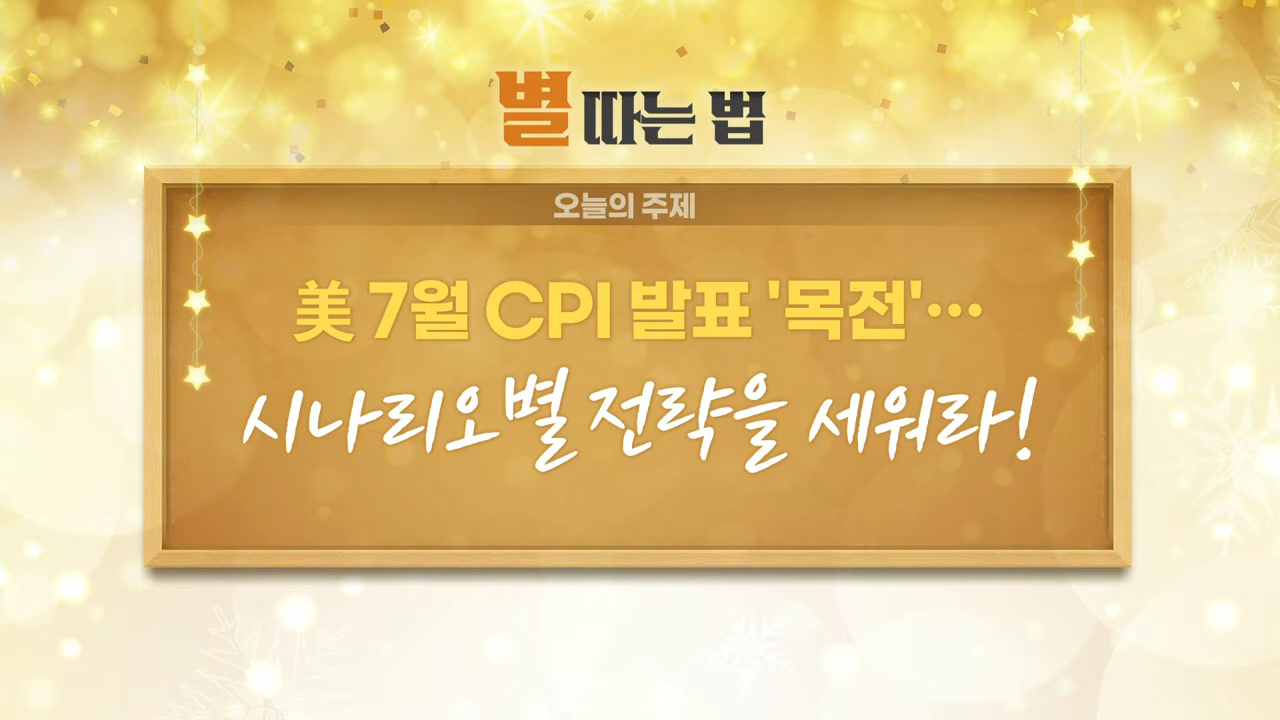 별 따는 법
오늘의 주제
美 7월 CPI 발표 '목전'…
시나리오별 전략을 세워라!